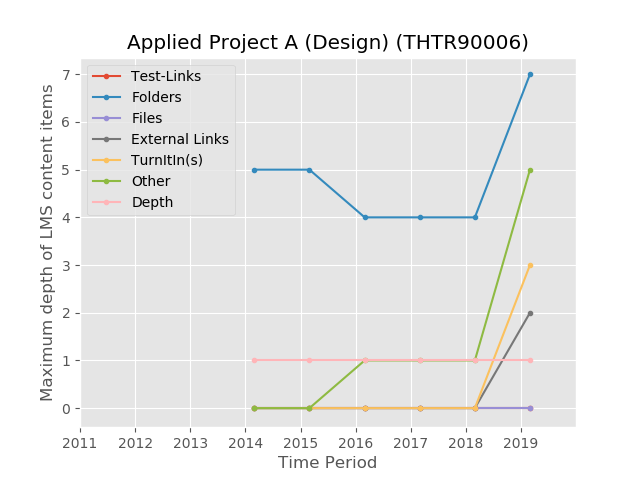 Applied Project A (Design) (THTR90006)
Maximum depth of LMS content items
7
6
5
4
3
2
1
0
Test-Links
Folders
Files
External Links
TurnItIn(s)
Other
Depth
2011 2012 2013 2014 2015 2016 2017 2018 2019
Time Period